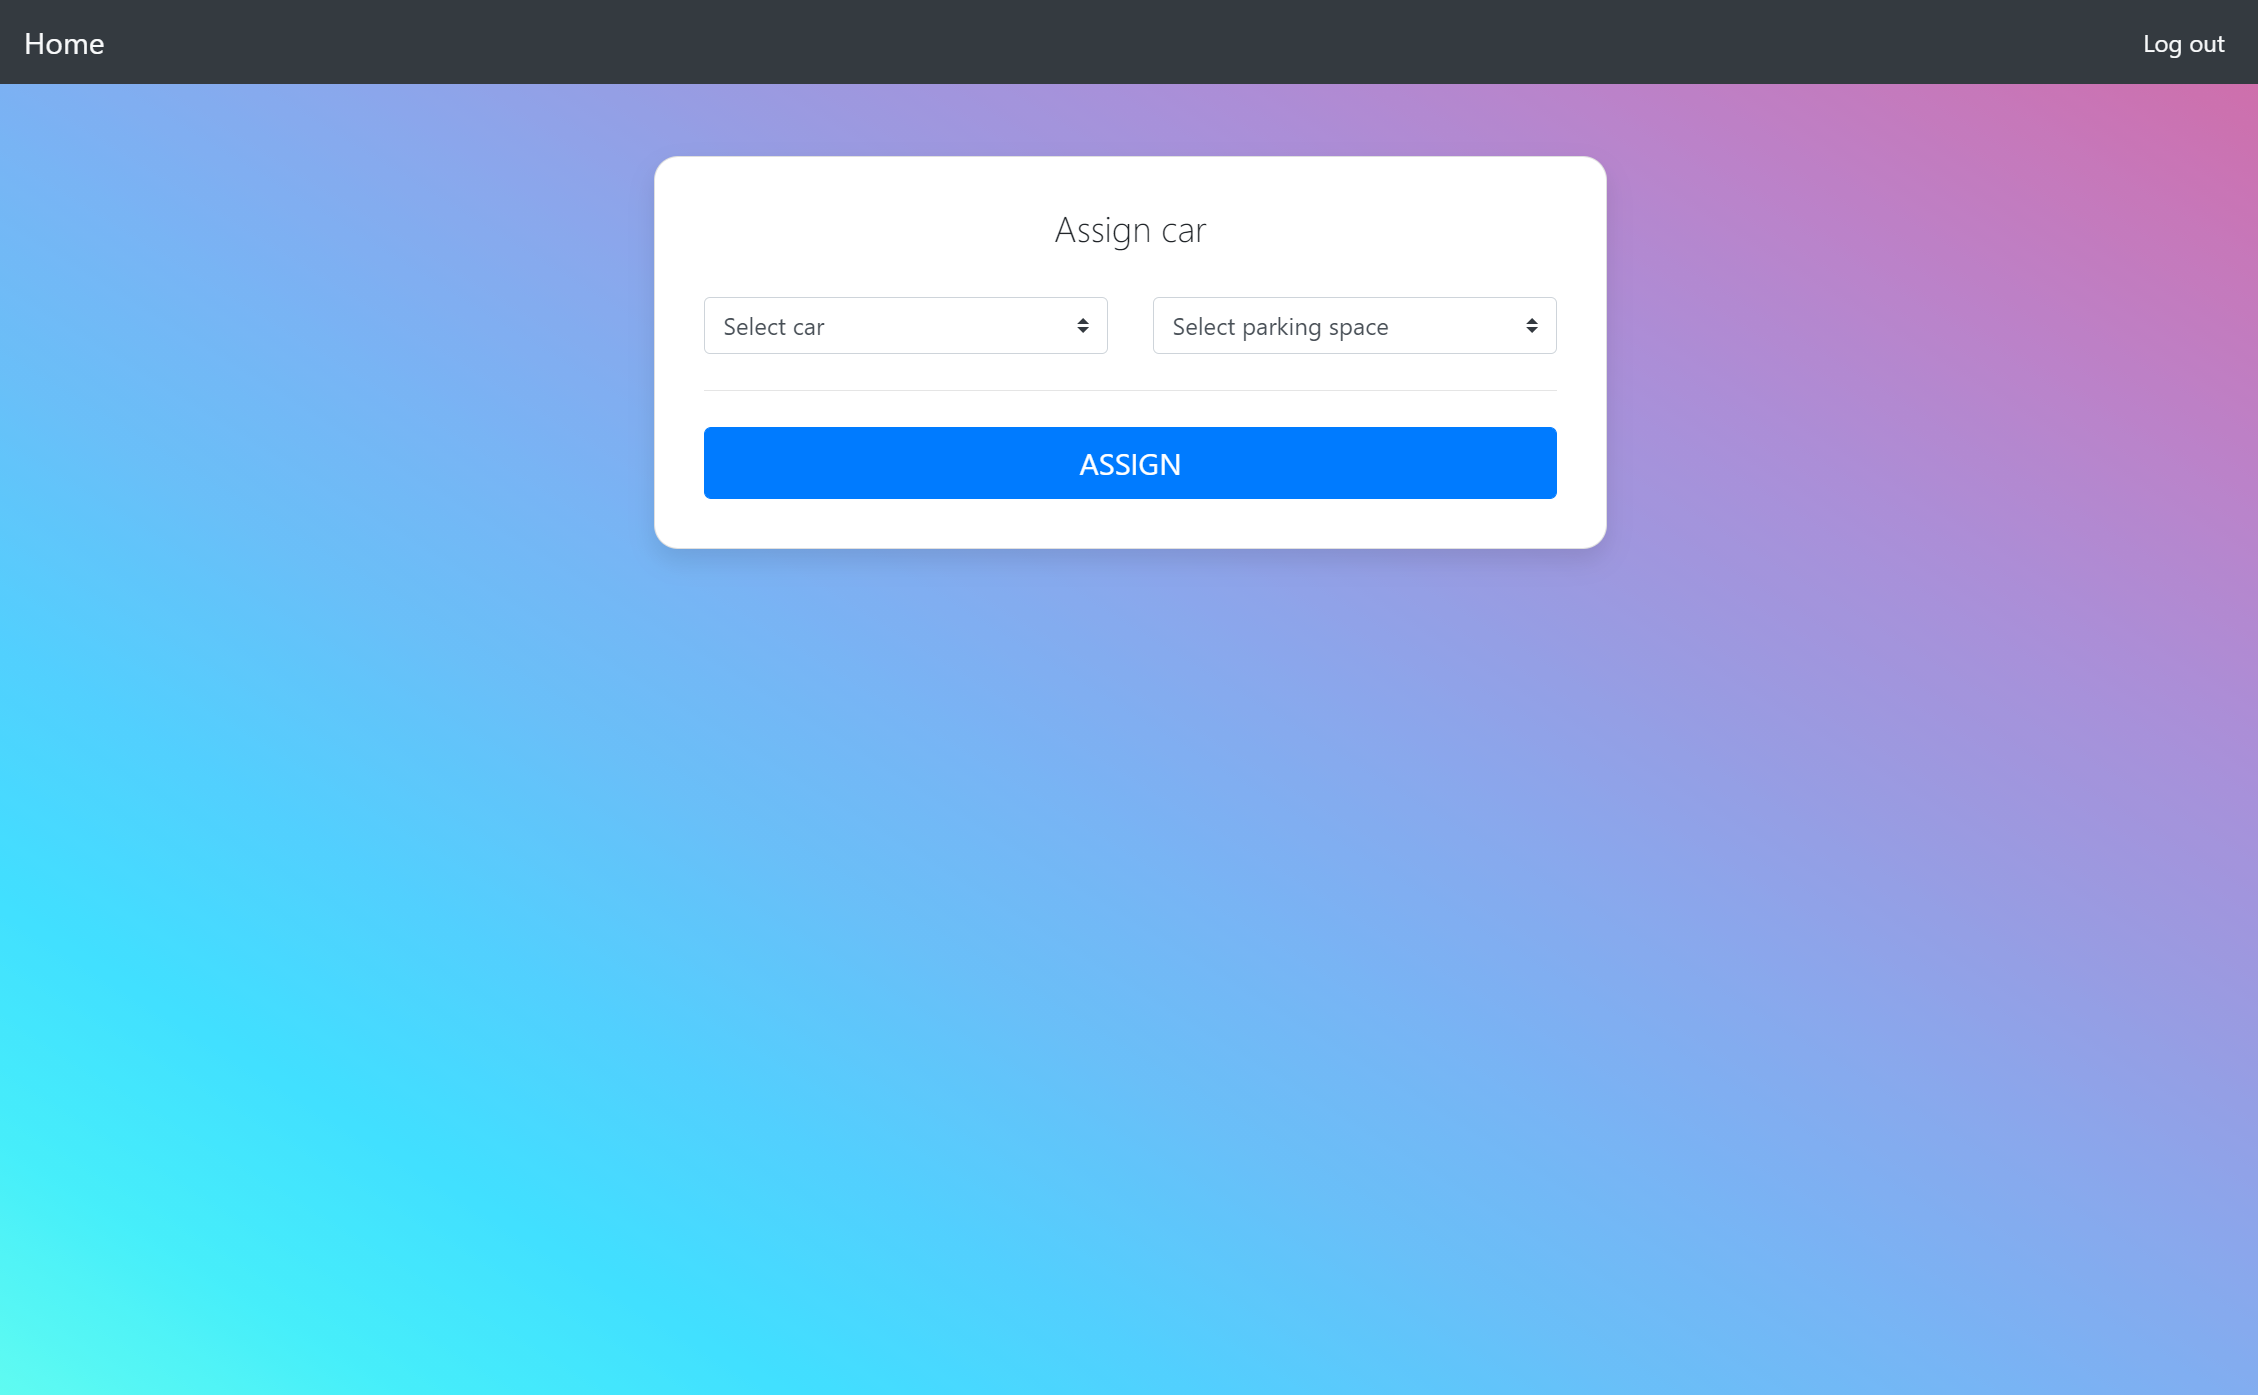 Home
Log out
Assign car
Select car
Select parking space
ASSIGN